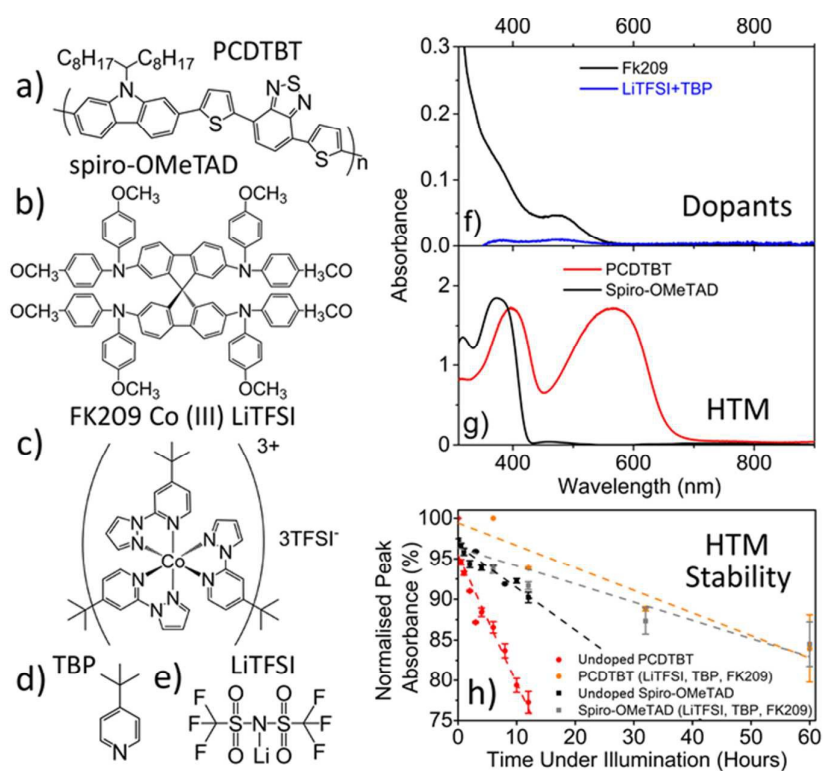 PCDTBT
a)
C8H17 C8H17
N
N S N
S
S
n
spiro-OMeTAD
b)
OCH3 OCH3
OCH3 N N H3CO
OCH3 N N H3CO
OCH3 OCH3
FK209 Co (III) LiTFSI
c)
3+
N N N N
Co
N N N N N
3TFSI-
d) TBP
N
e) LiTFSI
F O O F
F S N S F
F O Li O F
400 600 800
0.3
0.1
0.0
Fk209
LiTFSI+TBP
f) Dopants
Absorbance
2
1
0
PCDTBT
Spiro-OMeTAD
g) HTM
400 600 800
Wavelength (nm)
100
95
90
85
80
75
Normalised Peak
Absorbance (%)
HTM
Stability
Undoped PCDTBT
PCDTBT (LiTFSI, TBP, FK209)
Undoped Spiro-OMeTAD
Spiro-OMeTAD (LiTFSI, TBP, FK209)
h)
0 10 20 30 40 50 60
Time Under Illumination (Hours)